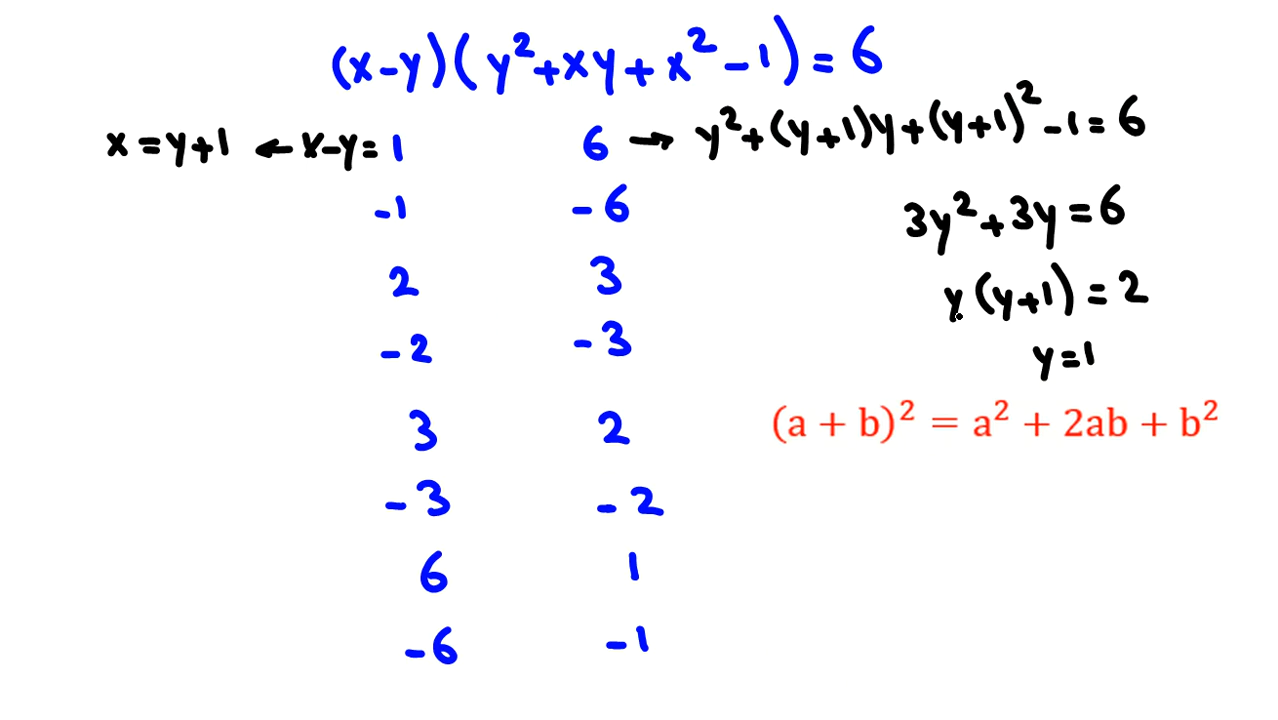 (x-y)(y²+xy+x²-1)=6
x=y+1 ← x-y= 1 6 → y²+(y+1)y+(y+1)²-1=6
-1 -6
3y²+3y=6
2 3
y(y+1)=2
-2 -3
y=1
3 2
(a + b)² = a² + 2ab + b²
-3 -2
6 1
-6 -1